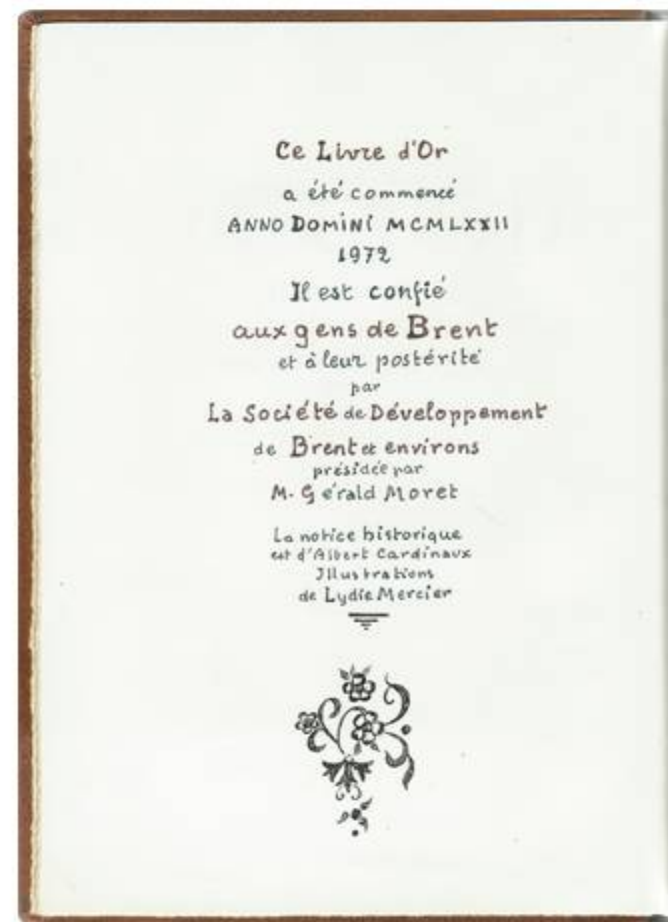 Ce Livre d'Or
a été commencé
ANNO DOMINI MCMLXXII
1972
Il est confié
aux gens de Brent
et à leur postérité
par
La Société de Développement
de Brent et environs
présidée par
M. Gérald Moret
La notice historique
est d'Albert Cardinaux
Illustrations
de Lydie Mercier